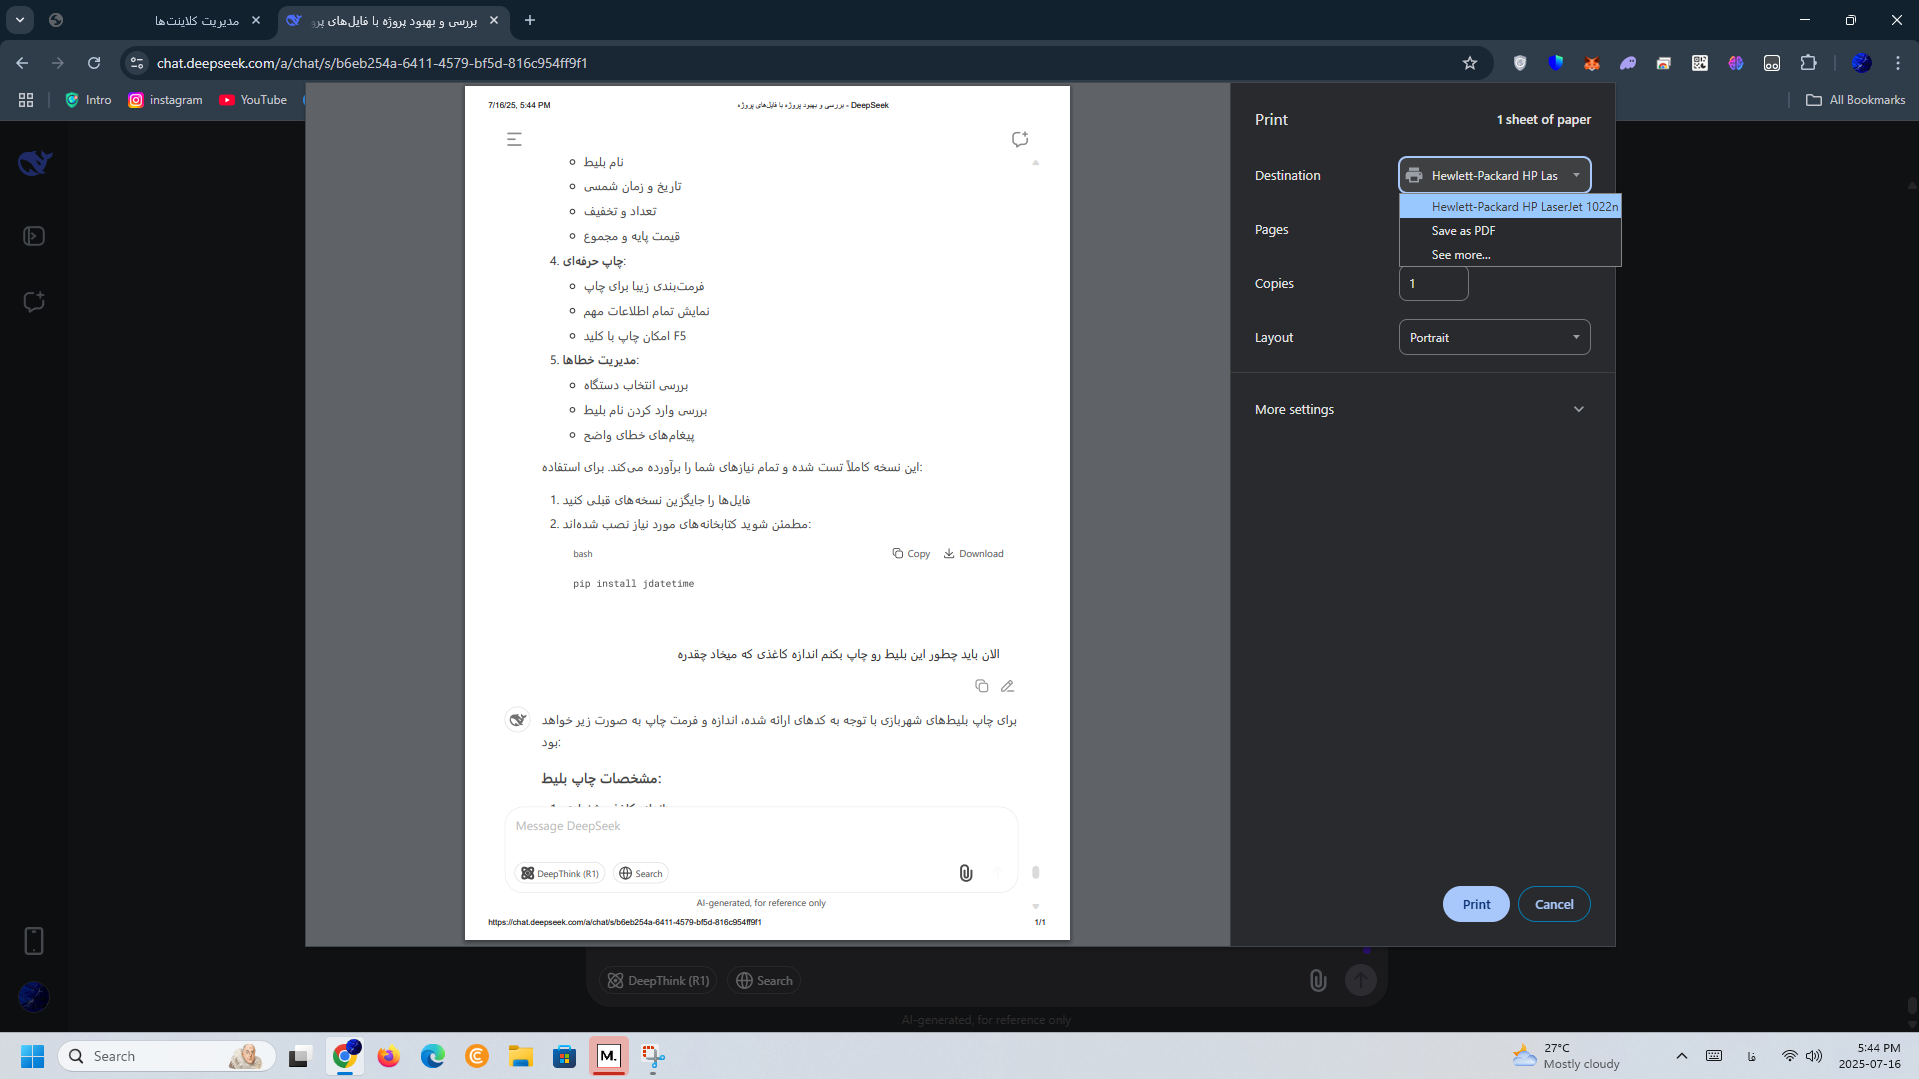 مدیریت کلاینت‌ها
بررسی و بهبود پروژه با فایل‌های پرو
chat.deepseek.com/a/chat/s/b6eb254a-6411-4579-bf5d-816c954ff9f1
Intro
instagram
YouTube
All Bookmarks
7/16/25, 5:44 PM
بررسی و بهبود پروژه با فایل‌های پروژه - DeepSeek
نام بلیط
تاریخ و زمان شمسی
تعداد و تخفیف
قیمت پایه و مجموع
4. چاپ حرفه‌ای:
فرمت‌بندی زیبا برای چاپ
نمایش تمام اطلاعات مهم
امکان چاپ با کلید F5
5. مدیریت خطاها:
بررسی انتخاب دستگاه
بررسی وارد کردن نام بلیط
پیغام‌های خطای واضح
این نسخه کاملاً تست شده و تمام نیازهای شما را برآورده می‌کند. برای استفاده:
1. فایل‌ها را جایگزین نسخه‌های قبلی کنید
2. مطمئن شوید کتابخانه‌های مورد نیاز نصب شده‌اند:
bash
Copy
Download
pip install jdatetime
الان باید چطور این بلیط رو چاپ بکنم اندازه کاغذی که میخاد چقدره
برای چاپ بلیط‌های شهربازی با توجه به کدهای ارائه شده، اندازه و فرمت چاپ به صورت زیر خواهد
بود:
مشخصات چاپ بلیط:
Message DeepSeek
DeepThink (R1)
Search
AI-generated, for reference only
https://chat.deepseek.com/a/chat/s/b6eb254a-6411-4579-bf5d-816c954ff9f1
1/1
Print
1 sheet of paper
Destination
Hewlett-Packard HP Las
Hewlett-Packard HP LaserJet 1022n
Save as PDF
See more...
Pages
Copies
1
Layout
Portrait
More settings
Print
Cancel
DeepThink (R1)
Search
AI-generated, for reference only
Search
M.
27°C
Mostly cloudy
فا
5:44 PM
2025-07-16